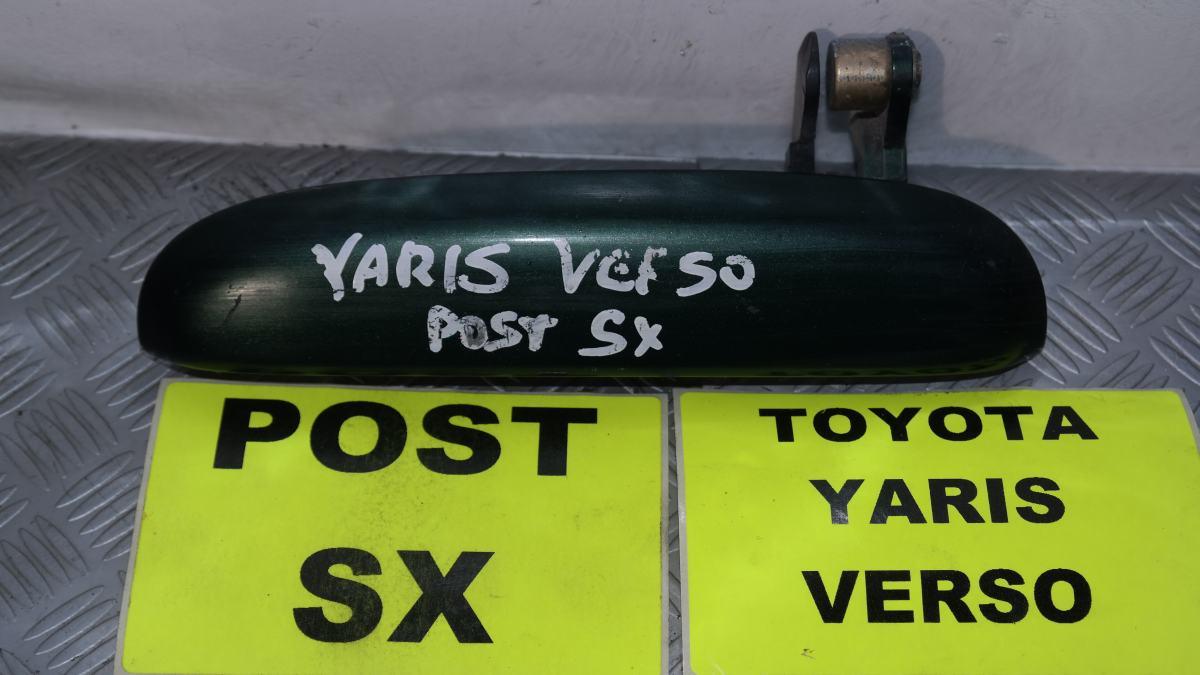 YARIS VERSO
POST SX
POST
SX
TOYOTA
YARIS
VERSO